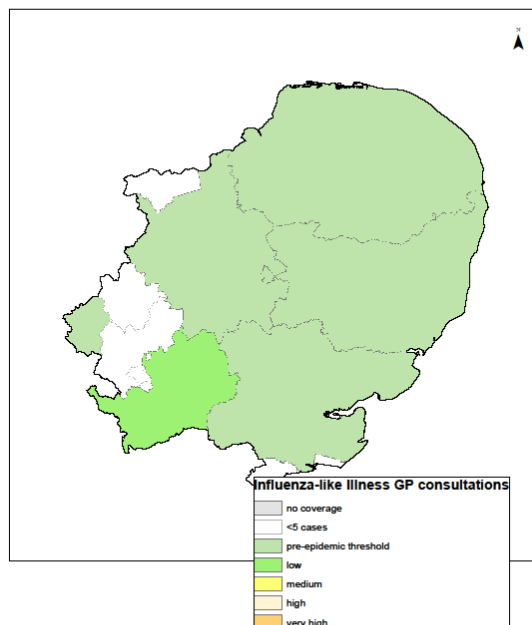 N
Influenza-like Illness GP consultations
no coverage
<5 cases
pre-epidemic threshold
low
medium
high
very high